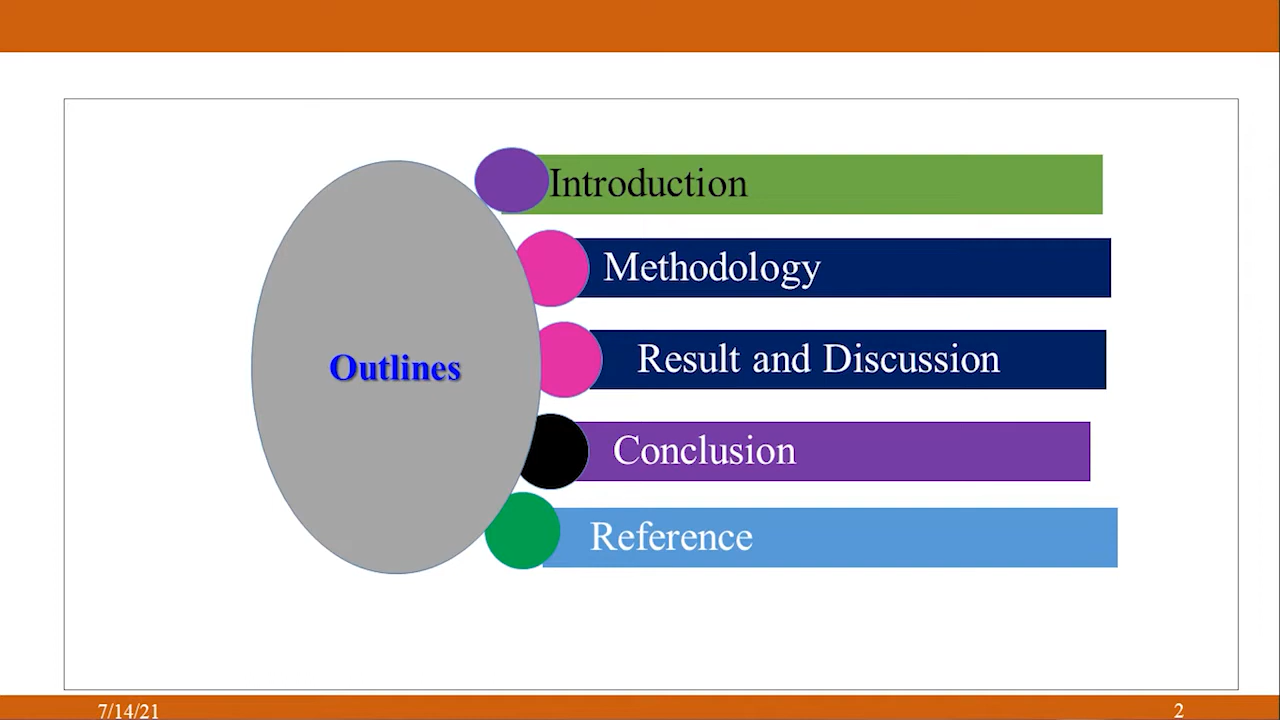 Introduction
Methodology
Result and Discussion
Outlines
Conclusion
Reference
7/14/21
2